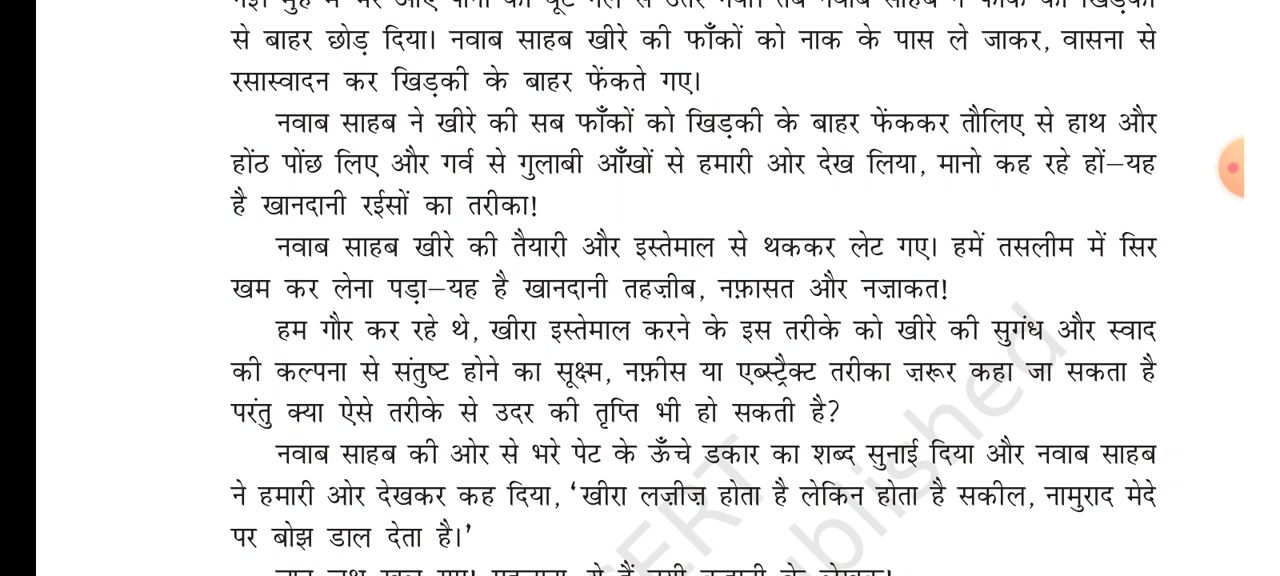 से बाहर छोड़ दिया। नवाब साहब खीरे की फाँकों को नाक के पास ले जाकर, वासना से
रसास्वादन कर खिड़की के बाहर फेंकते गए।
नवाब साहब ने खीरे की सब फाँकों को खिड़की के बाहर फेंककर तौलिए से हाथ और
होंठ पोंछ लिए और गर्व से गुलाबी आँखों से हमारी ओर देख लिया, मानो कह रहे हों–यह
है खानदानी रईसों का तरीका!
नवाब साहब खीरे की तैयारी और इस्तेमाल से थककर लेट गए। हमें तसलीम में सिर
खम कर लेना पड़ा–यह है खानदानी तहज़ीब, नफ़ासत और नज़ाकत!
हम गौर कर रहे थे, खीरा इस्तेमाल करने के इस तरीके को खीरे की सुगंध और स्वाद
की कल्पना से संतुष्ट होने का सूक्ष्म, नफ़ीस या एब्स्ट्रैक्ट तरीका ज़रूर कहा जा सकता है
परंतु क्या ऐसे तरीके से उदर की तृप्ति भी हो सकती है?
नवाब साहब की ओर से भरे पेट के ऊँचे डकार का शब्द सुनाई दिया और नवाब साहब
ने हमारी ओर देखकर कह दिया, ‘खीरा लज़ीज़ होता है लेकिन होता है सकील, नामुराद मेदे
पर बोझ डाल देता है।’